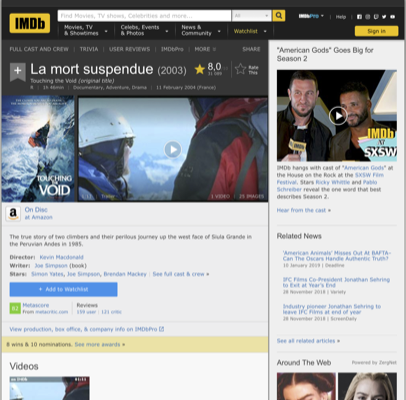 IMDb
Find Movies, TV shows, Celebrities and more...
All
IMDbPro
Help
Movies, TV & Showtimes
Celebs, Events & Photos
News & Community
Watchlist
Sign in
FULL CAST AND CREW | TRIVIA | USER REVIEWS | IMDbPro | MORE
SHARE
La mort suspendue (2003)
Touching the Void (original title)
R | 1h 46min | Documentary, Adventure, Drama | 11 February 2004 (France)
8,0
Rate This
TOUCHING
VOID
Trailer
1 VIDEO | 25 IMAGES
On Disc
at Amazon
The true story of two climbers and their perilous journey up the west face of Siula Grande in
the Peruvian Andes in 1985.
Director: Kevin Macdonald
Writer: Joe Simpson (book)
Stars: Simon Yates, Joe Simpson, Brendan Mackey | See full cast & crew »
+ Add to Watchlist
Metascore
From metacritic.com
Reviews
159 user | 121 critic
View production, box office, & company info on IMDbPro
8 wins & 10 nominations. See more awards »
Videos
"American Gods" Goes Big for
Season 2
IMDb
at
SXSW
IMDb hangs with cast of "American Gods" at
the House on the Rock at the SXSW Film
Festival. Stars Ricky Whittle and Pablo
Schreiber reveal the one word that best
describes Season 2.
Hear from the cast »
Related News
'American Animals' Misses Out At BAFTA-
Can The Oscars Handle Authentic Truth?
10 January 2019 | Deadline
IFC Films Co-President Jonathan Sehring
to Exit at Year's End
28 November 2018 | Variety
Industry pioneer Jonathan Sehring to
leave IFC Films at end of year
28 November 2018 | ScreenDaily
See all related articles »
Around The Web
Powered by ZergNet